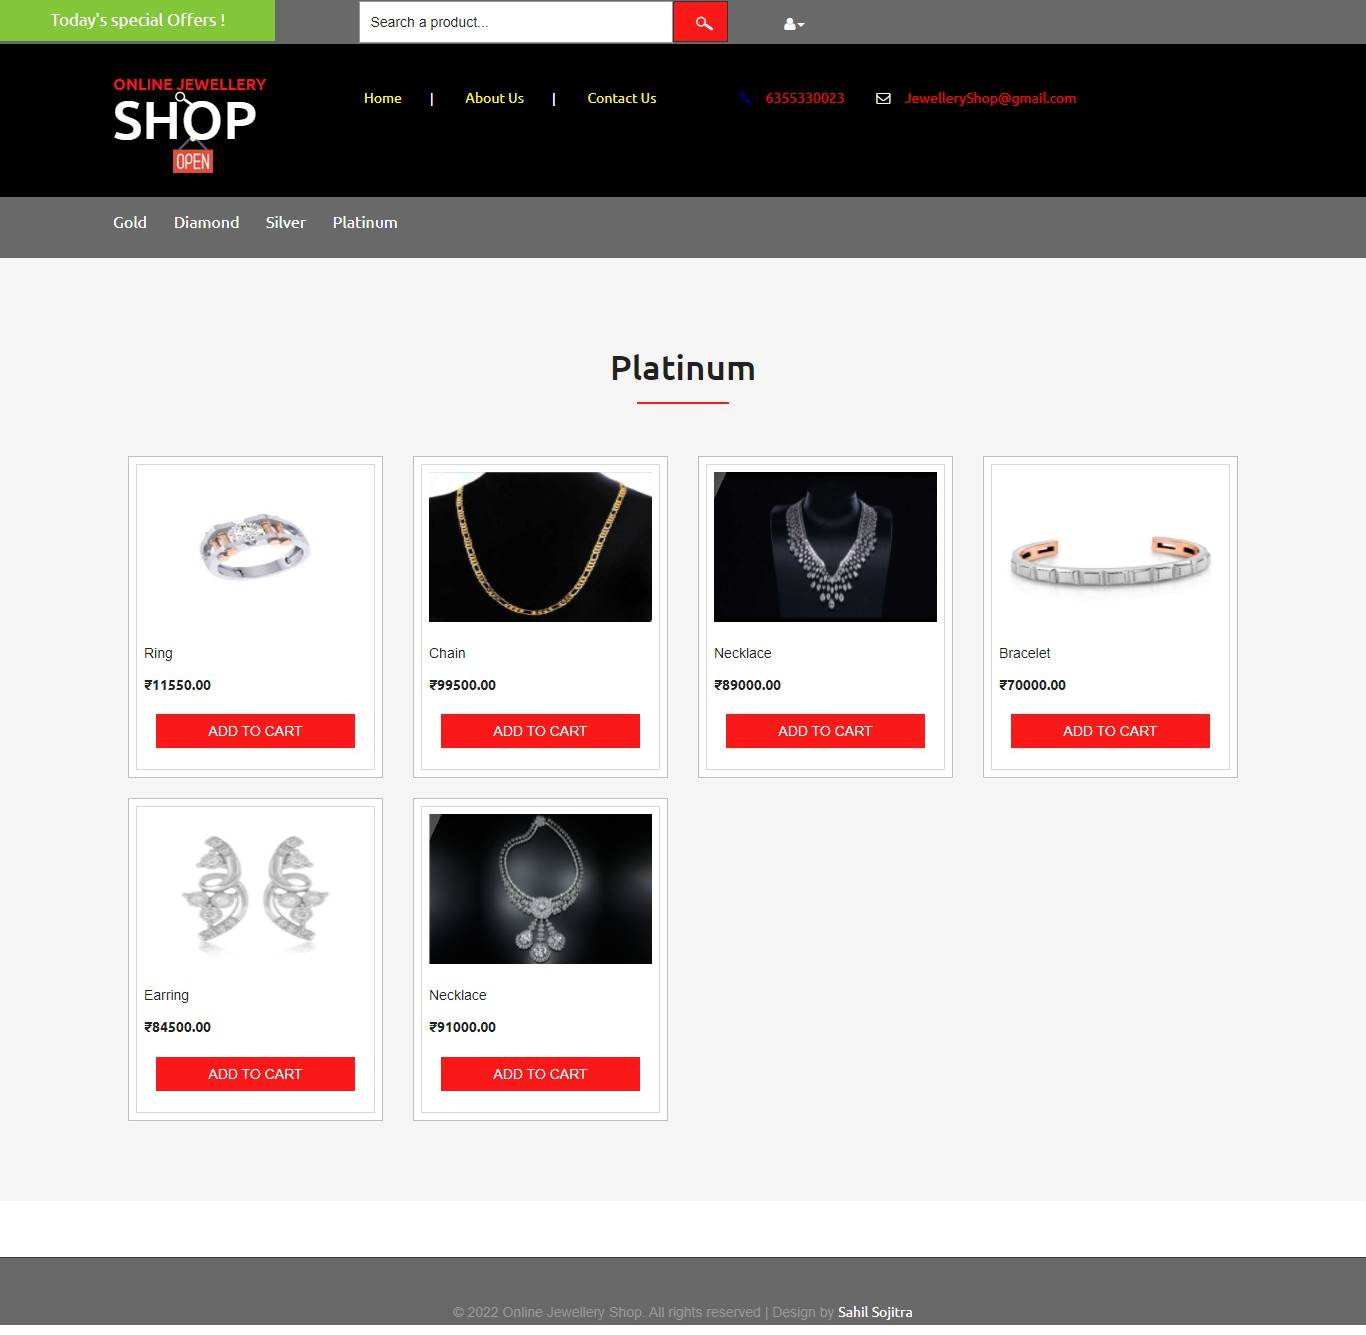 Today's special Offers !
Search a product...
ONLINE JEWELLERY
SHOP
OPEN
Home | About Us | Contact Us
6355330023
JewelleryShop@gmail.com
Gold Diamond Silver Platinum
Platinum
Ring
₹11550.00
ADD TO CART
Chain
₹99500.00
ADD TO CART
Necklace
₹89000.00
ADD TO CART
Bracelet
₹70000.00
ADD TO CART
Earring
₹84500.00
ADD TO CART
Necklace
₹91000.00
ADD TO CART
© 2022 Online Jewellery Shop. All rights reserved | Design by Sahil Sojitra